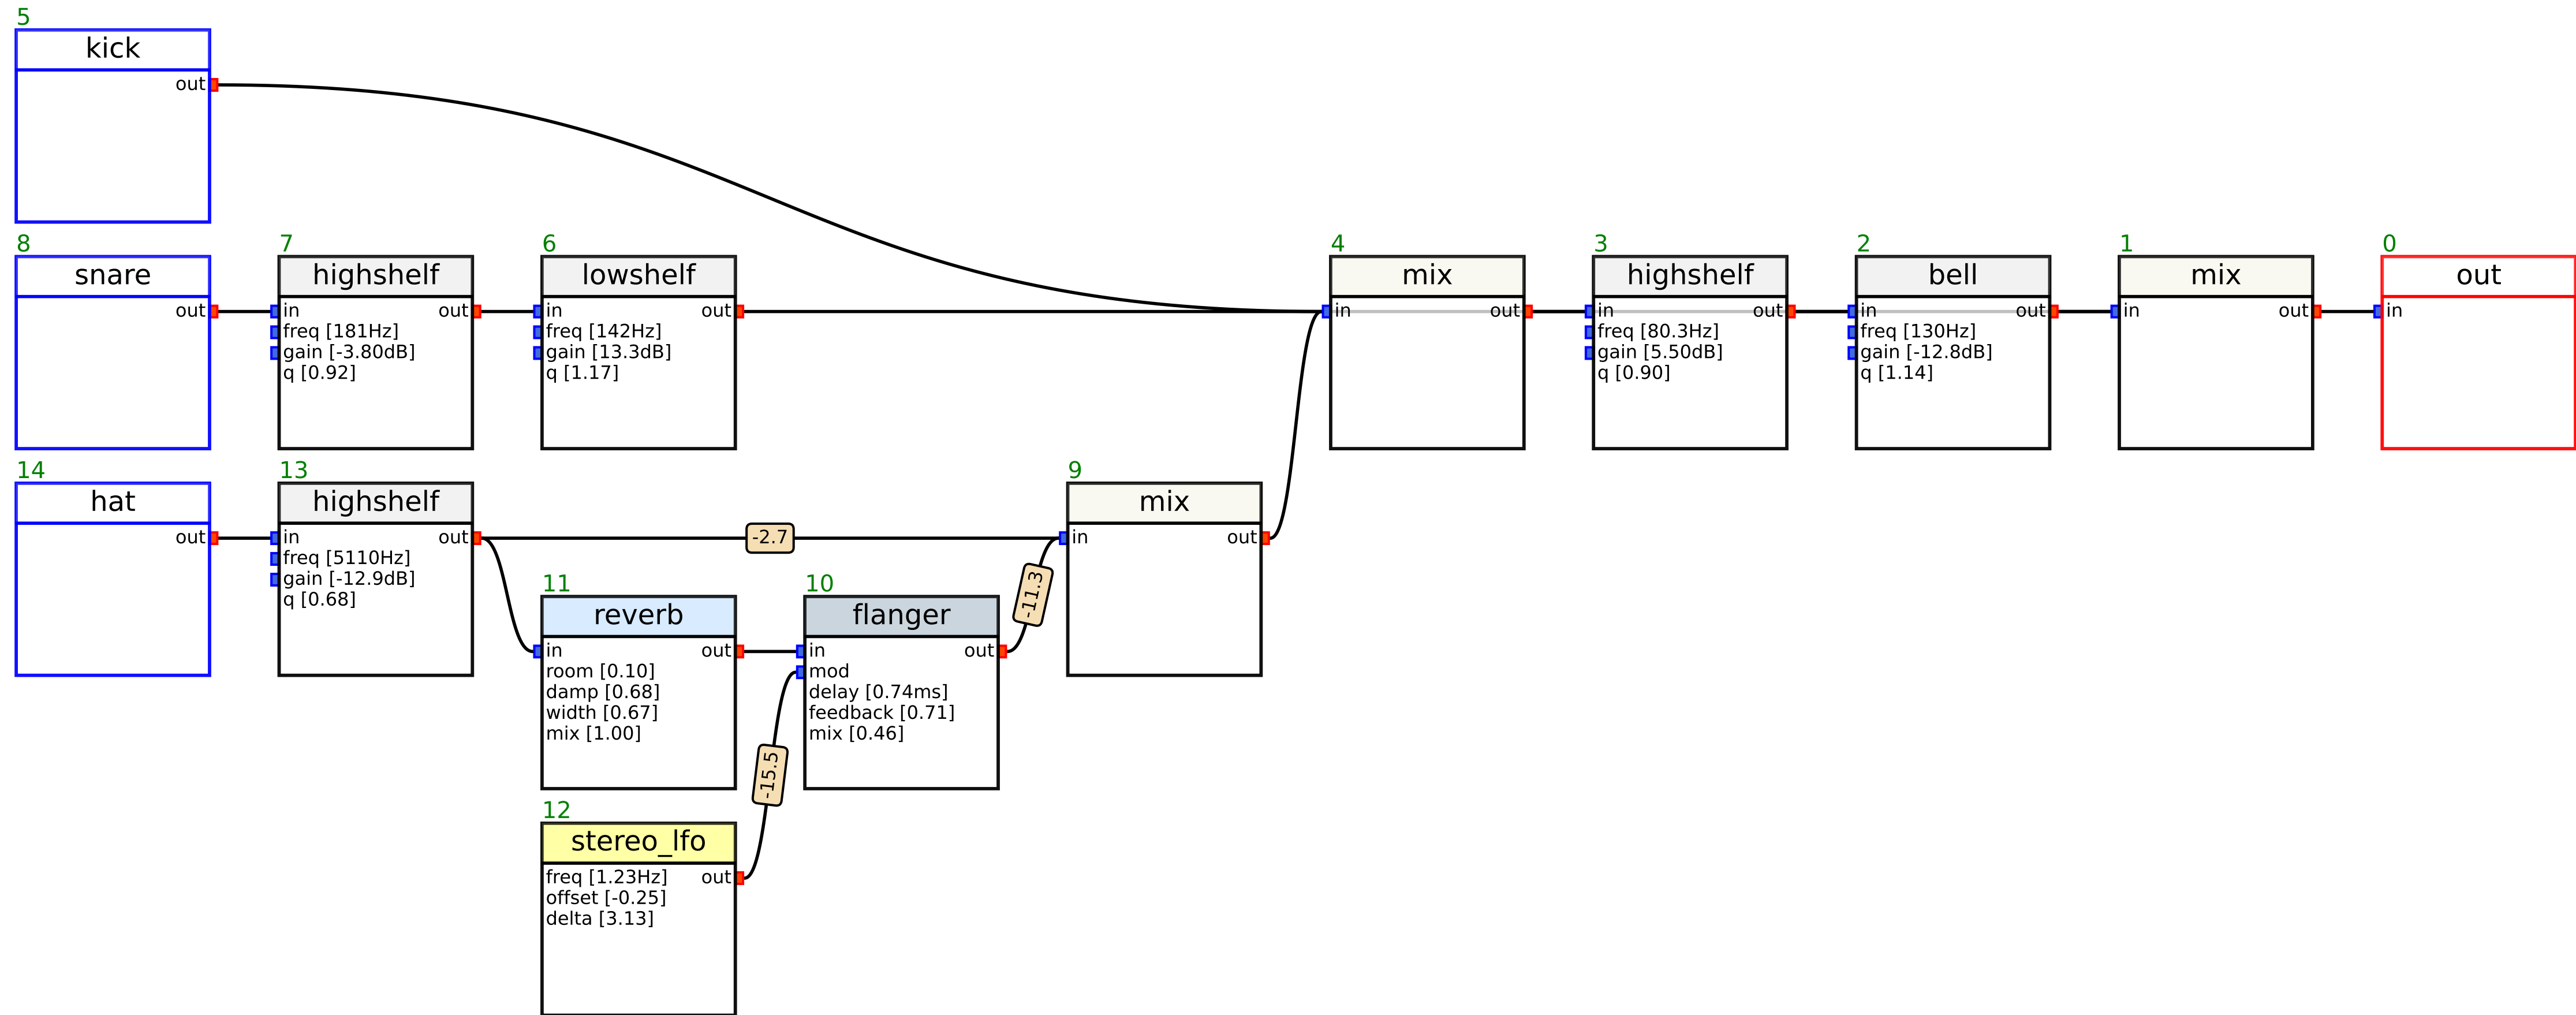 5
kick
out
8
snare
out
7
highshelf
in out
freq [181Hz]
gain [-3.80dB]
q [0.92]
6
lowshelf
in out
freq [142Hz]
gain [13.3dB]
q [1.17]
4
mix
in out
3
highshelf
in out
freq [80.3Hz]
gain [5.50dB]
q [0.90]
2
bell
in out
freq [130Hz]
gain [-12.8dB]
q [1.14]
1
mix
in out
0
out
in
14
hat
out
13
highshelf
in out
freq [5110Hz]
gain [-12.9dB]
q [0.68]
-2.7
9
mix
in out
11
reverb
in out
room [0.10]
damp [0.68]
width [0.67]
mix [1.00]
10
flanger
in out
mod
delay [0.74ms]
feedback [0.71]
mix [0.46]
-11.3
-15.5
12
stereo_lfo
freq [1.23Hz] out
offset [-0.25]
delta [3.13]